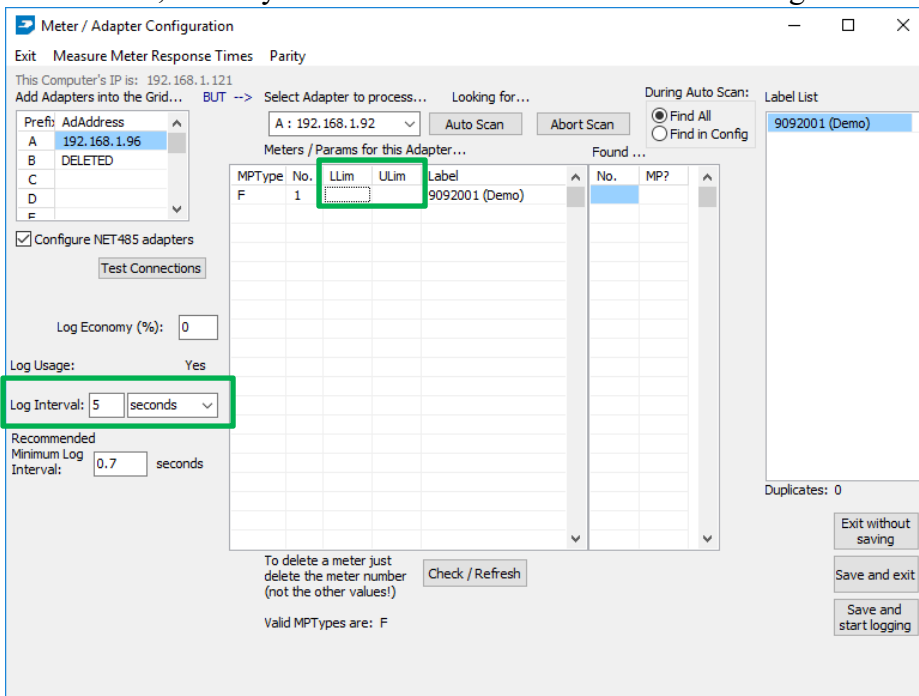 Meter / Adapter Configuration
Exit Measure Meter Response Times Parity
This Computer's IP is: 192.168.1.121
Add Adapters into the Grid... BUT --> Select Adapter to process... Looking for... During Auto Scan: Label List
Prefix AdAddress
A 192.168.1.96
B DELETED
C
D
A : 192.168.1.92 Auto Scan Abort Scan
Find All
Find in Config
9092001 (Demo)
Meters / Params for this Adapter... Found ...
MPType No. LLim ULim Label No. MP?
F 1 9092001 (Demo)
Configure NET485 adapters
Test Connections
Log Economy (%): 0
Log Usage: Yes
Log Interval: 5 seconds
Recommended
Minimum Log
Interval: 0.7 seconds
Duplicates: 0
Exit without
saving
To delete a meter just
delete the meter number
(not the other values!)
Check / Refresh
Save and exit
Valid MPTypes are: F
Save and
start logging